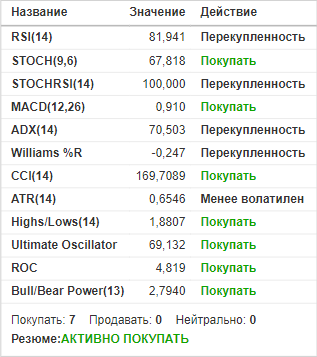 Название Значение Действие
RSI(14) 81,941 Перекупленность
STOCH(9,6) 67,818 Покупать
STOCHRSI(14) 100,000 Перекупленность
MACD(12,26) 0,910 Покупать
ADX(14) 70,503 Перекупленность
Williams %R -0,247 Перекупленность
CCI(14) 169,7089 Покупать
ATR(14) 0,6546 Менее волатилен
Highs/Lows(14) 1,8807 Покупать
Ultimate Oscillator 69,132 Покупать
ROC 4,819 Покупать
Bull/Bear Power(13) 2,7940 Покупать
Покупать: 7 Продавать: 0 Нейтрально: 0
Резюме:АКТИВНО ПОКУПАТЬ